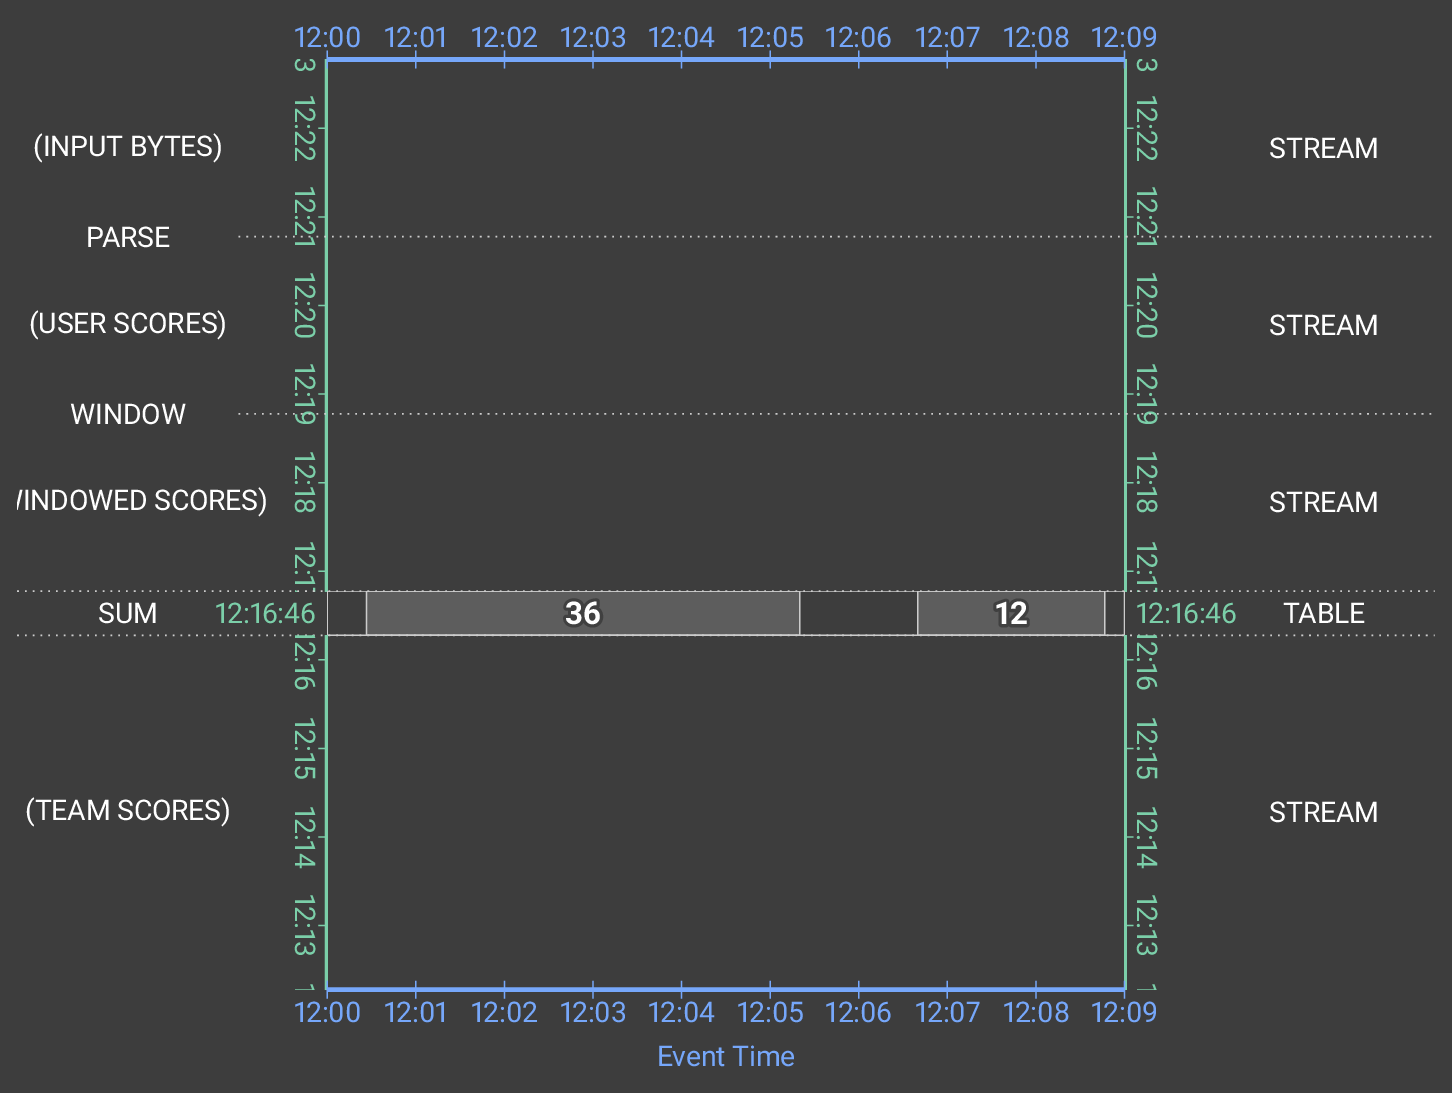 12:00 12:01 12:02 12:03 12:04 12:05 12:06 12:07 12:08 12:09
3 3
12:22 12:22
(INPUT BYTES) STREAM
12:21 12:21
PARSE
12:20 12:20
(USER SCORES) STREAM
12:19 12:19
WINDOW
12:18 12:18
INDOWED SCORES) STREAM
12:1 12:1
SUM 12:16:46 36 12 12:16:46 TABLE
12:16 12:16
12:15 12:15
(TEAM SCORES) STREAM
12:14 12:14
12:13 12:13
12:00 12:01 12:02 12:03 12:04 12:05 12:06 12:07 12:08 12:09
Event Time